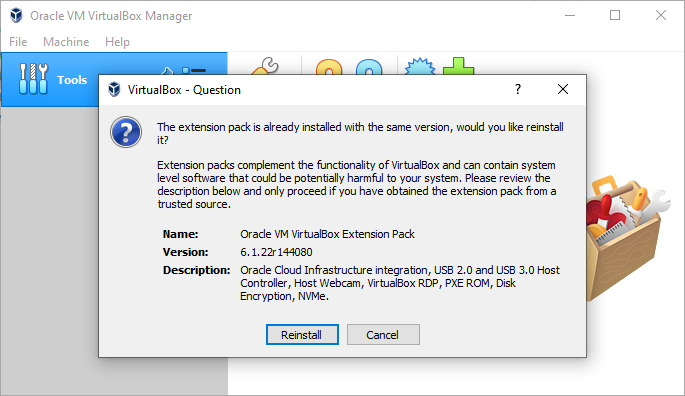 Oracle VM VirtualBox Manager
File Machine Help
Tools
VirtualBox - Question
?
The extension pack is already installed with the same version, would you like reinstall
it?
Extension packs complement the functionality of VirtualBox and can contain system
level software that could be potentially harmful to your system. Please review the
description below and only proceed if you have obtained the extension pack from a
trusted source.
Name: Oracle VM VirtualBox Extension Pack
Version: 6.1.22r144080
Description: Oracle Cloud Infrastructure integration, USB 2.0 and USB 3.0 Host
Controller, Host Webcam, VirtualBox RDP, PXE ROM, Disk
Encryption, NVMe.
Reinstall Cancel